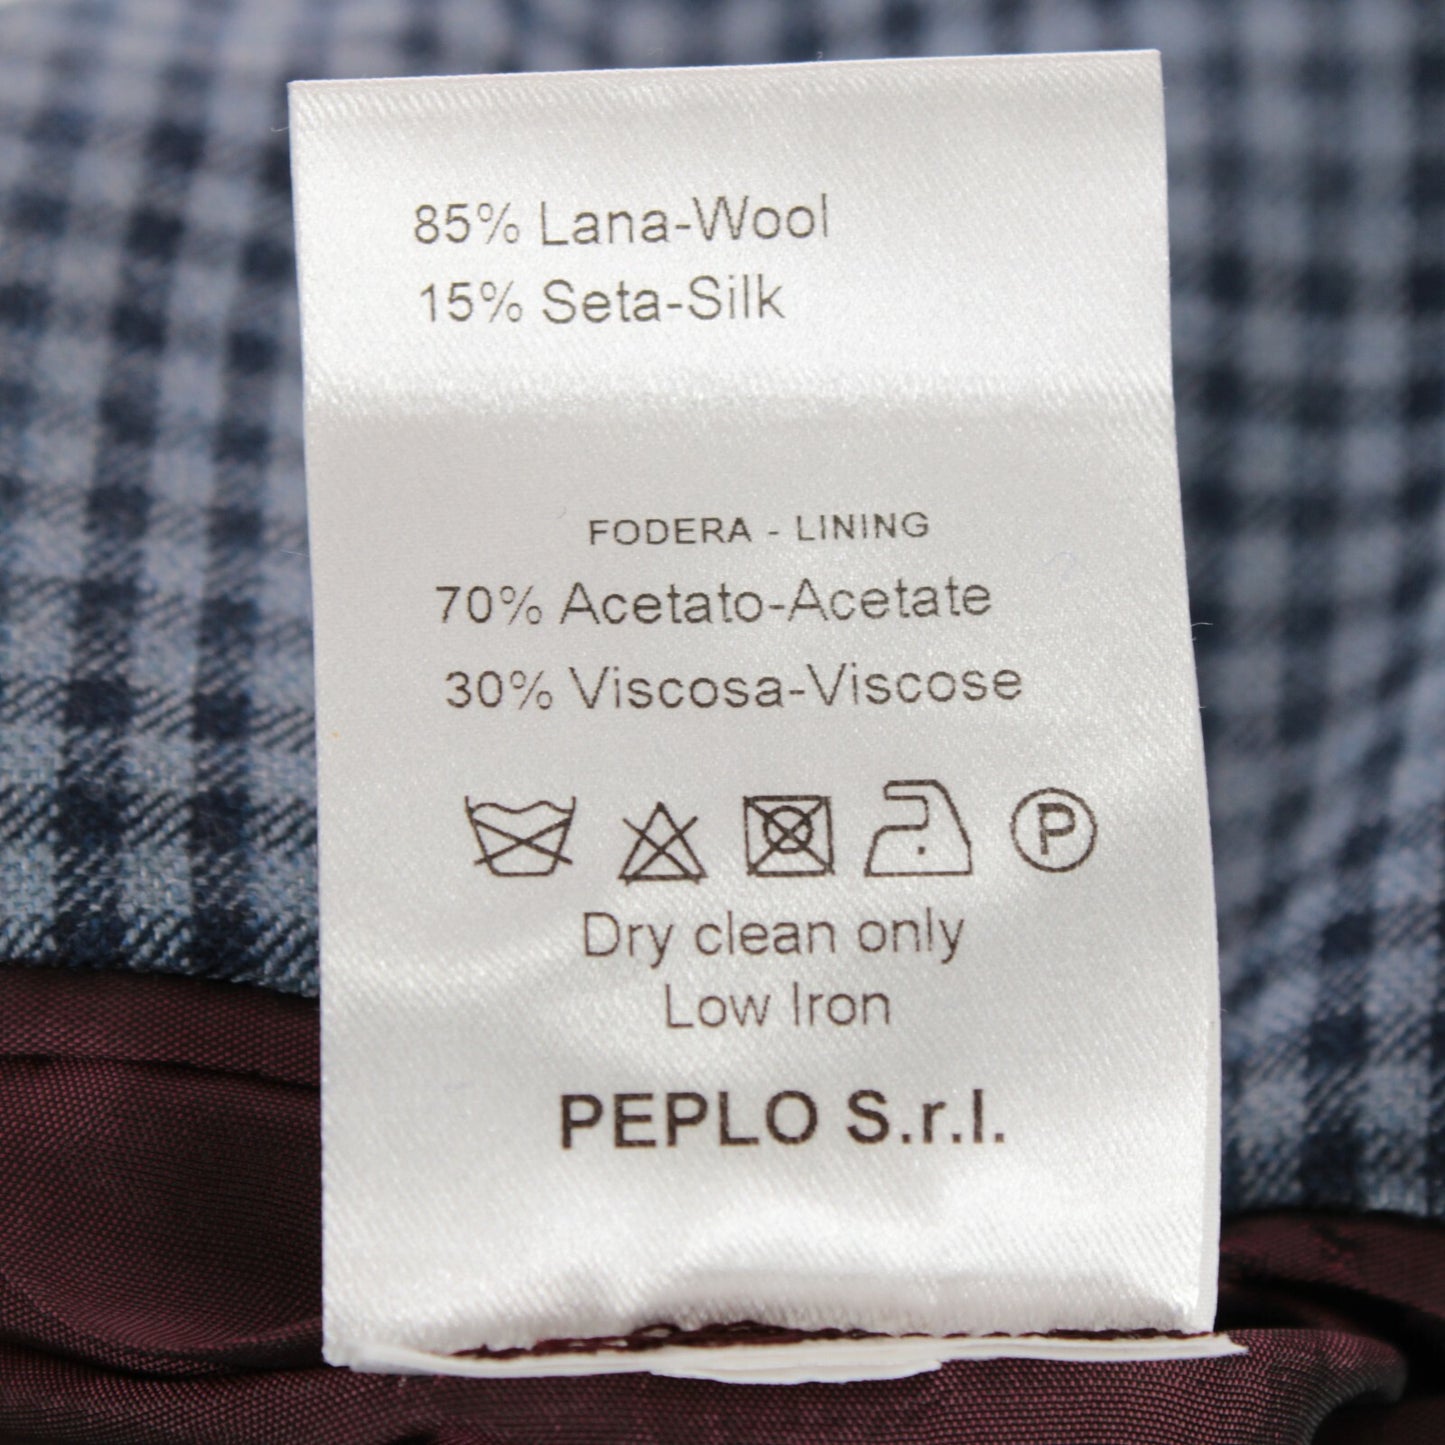 85% Lana-Wool
15% Seta-Silk
FODERA - LINING
70% Acetato-Acetate
30% Viscosa-Viscose
P
Dry clean only
Low Iron
PEPLO S.r.l.